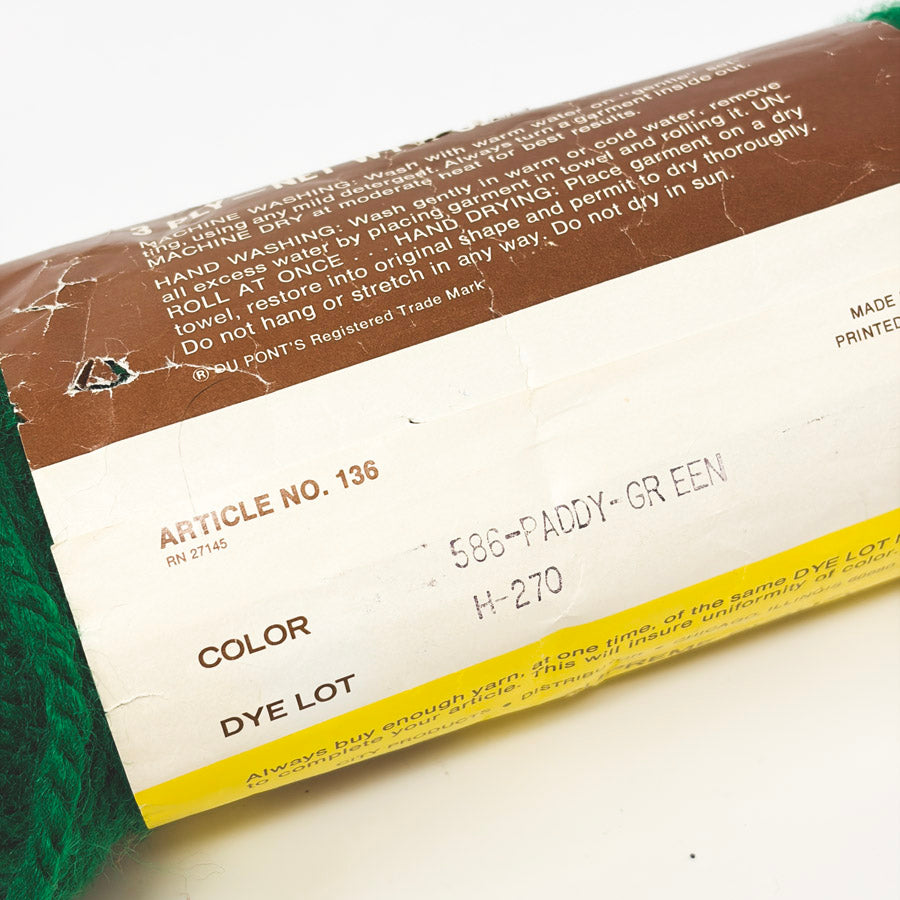 3 PLY—NET WT.
MACHINE WASHING: Wash with warm water on "gentle" set-
ting, using any mild detergent. Always turn a garment inside out.
MACHINE DRY at moderate heat for best results.
HAND WASHING: Wash gently in warm or cold water, remove
all excess water by placing garment in towel and rolling it. UN-
ROLL AT ONCE . . . HAND DRYING: Place garment on a dry
towel, restore into original shape and permit to dry thoroughly.
Do not hang or stretch in any way. Do not dry in sun.
® DU PONT'S Registered Trade Mark
MADE
PRINTED
ARTICLE NO. 136
RN 27145
COLOR 586-PADDY-GREEN
DYE LOT H-270
Always buy enough yarn, at one time, of the same DYE LOT
to complete your article. This will insure uniformity of color.
PRODUCTS • CHICAGO, ILLINOIS